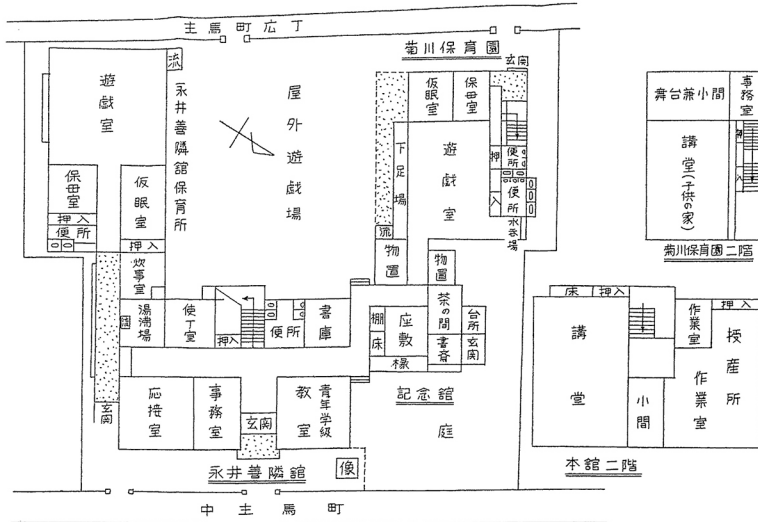 主馬町広丁
菊川保育園
流
遊戯室
永井善隣館保育所
屋外遊戯場
保母室
仮眠室
押入
便所
押入
炊事室
仮眠室
保母室
玄関
下足場
遊戯室
押入
便所
便所
水呑場
流
物置
物置
舞台兼小間
事務室
講堂(子供の家)
押入
菊川保育園二階
湯沸場
使丁室
押入
便所
書庫
棚
床
座敷
縁
茶の間
書斎
台所
玄関
記念館
庭
玄関
応接室
事務室
玄関
教室
青年学級
永井善隣館
像
床
押入
講堂
小間
作業室
押入
授産所
作業室
本館二階
中主馬町